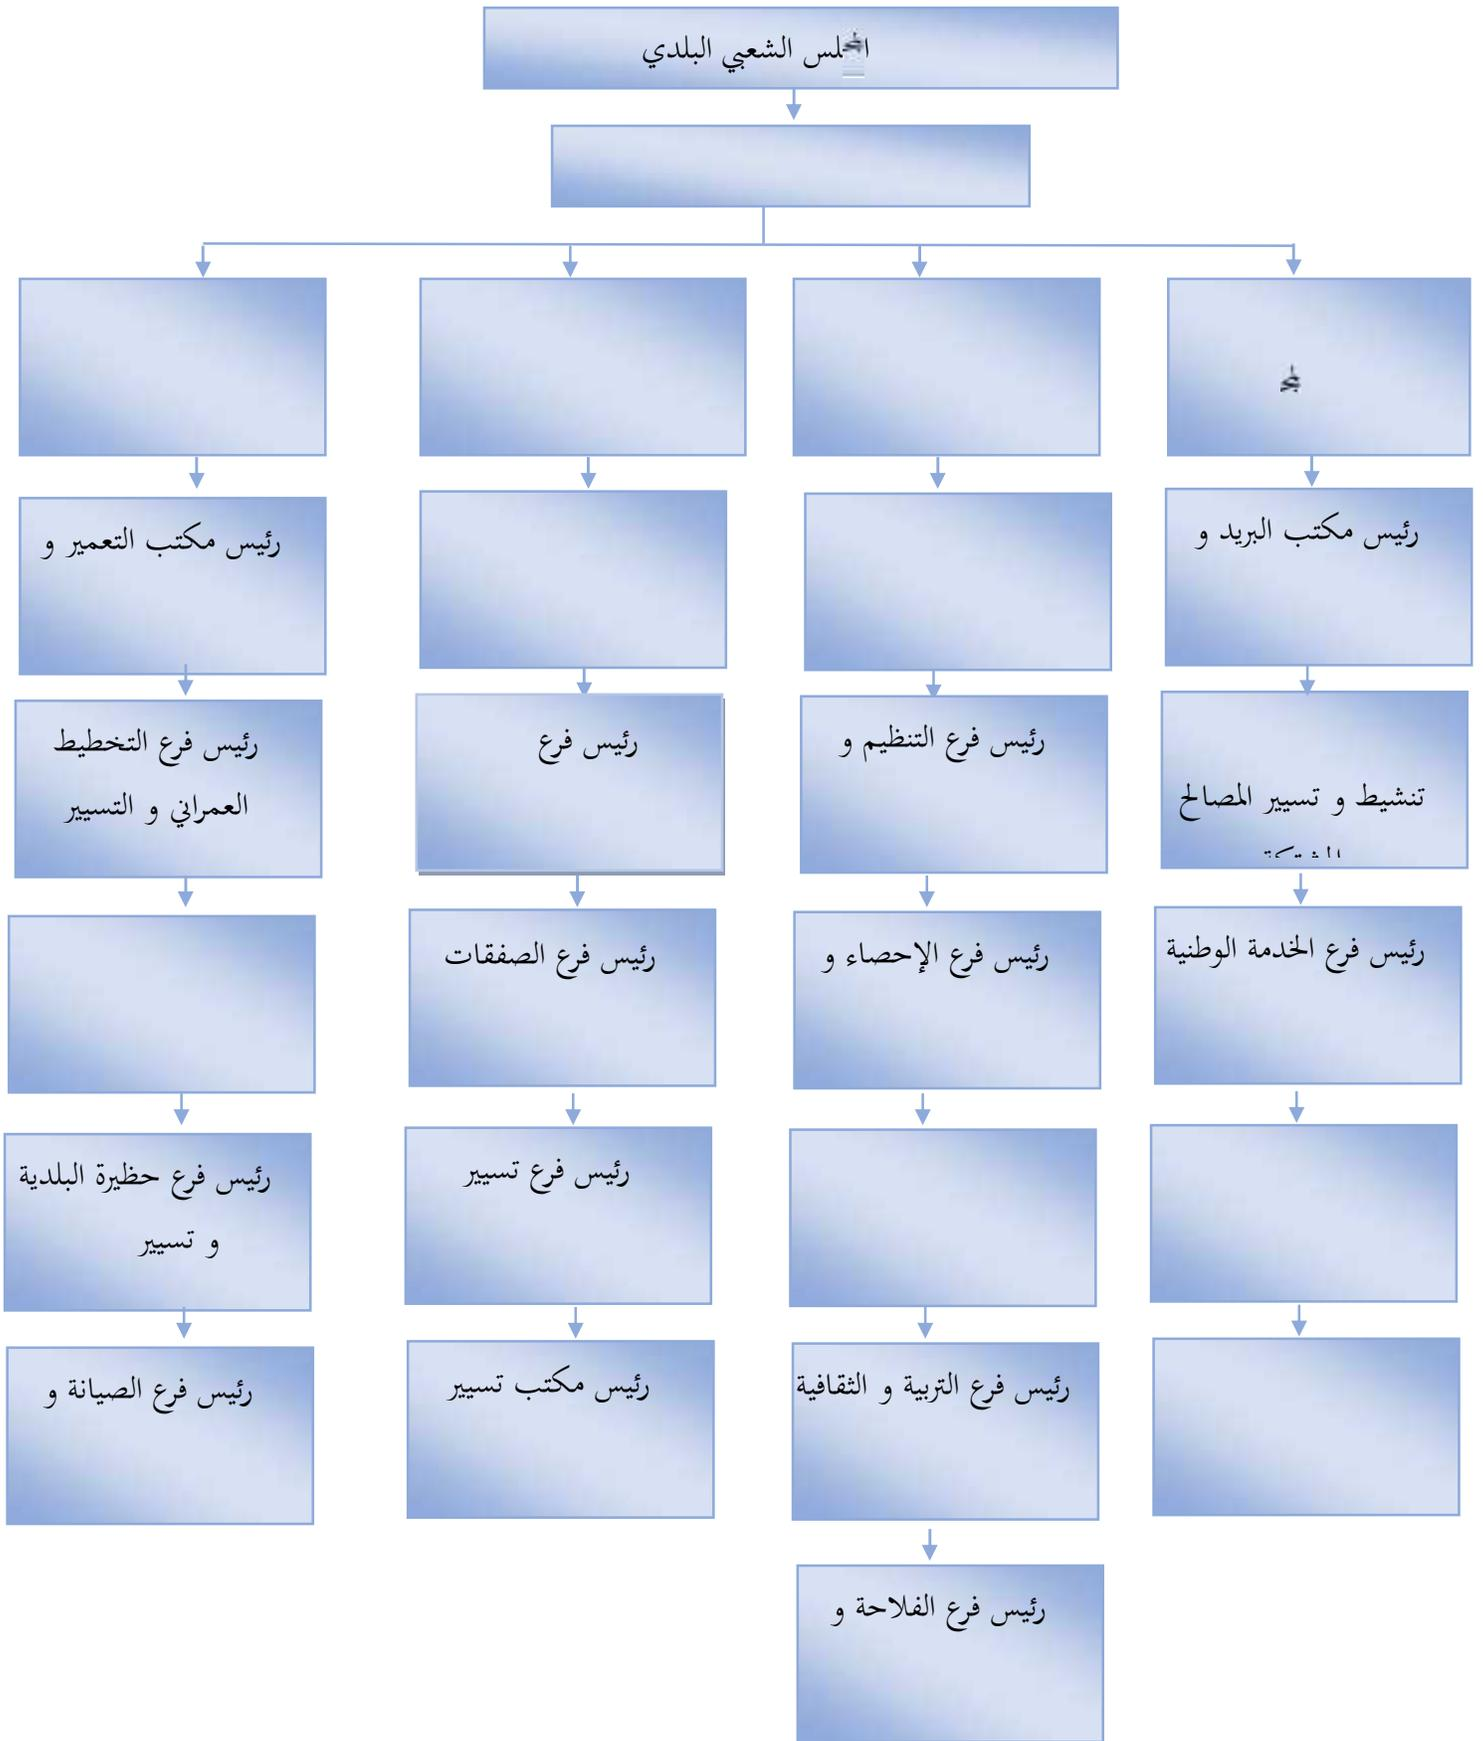 المجلس الشعبي البلدي
رئيس مكتب البريد و
رئيس مكتب التعمير و
تنشيط و تسيير المصالح
رئيس فرع التنظيم و
رئيس فرع
رئيس فرع التخطيط
العمراني و التسيير
رئيس فرع الخدمة الوطنية
رئيس فرع الإحصاء و
رئيس فرع الصفقات
رئيس فرع تسيير
رئيس فرع حظيرة البلدية
و تسيير
رئيس فرع التربية و الثقافية
رئيس مكتب تسيير
رئيس فرع الصيانة و
رئيس فرع الفلاحة و